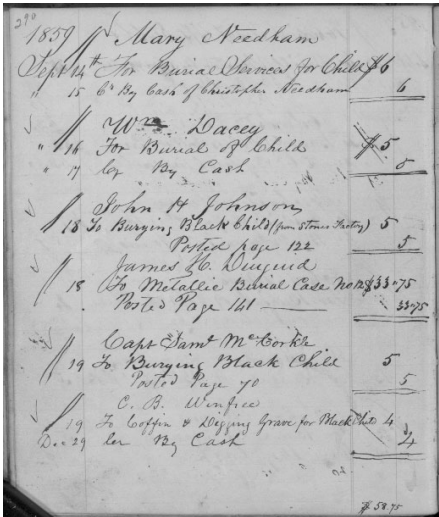 290
1859 Mary Needham
Sept 14th For Burial Services for Child $6
" 15 Cr By Cash of Christopher Needham 6
Wm Dacey
" 16 For Burial of Child $5
" 17 Cr By Cash 5
John H Johnson
18 To Burying Black Child (from Stones Factory) 5
Posted page 122 5
James H. Duiguid
18 To Metallic Burial Case No $33.75
Posted Page 141 33.75
Capt Saml McCorkle
19 To Burying Black Child 5
Posted Page 70 5
C. B. Winfree
19 To Coffin & Digging Grave for Black Child 4
Dec 29 Cr By Cash 4
$58.75